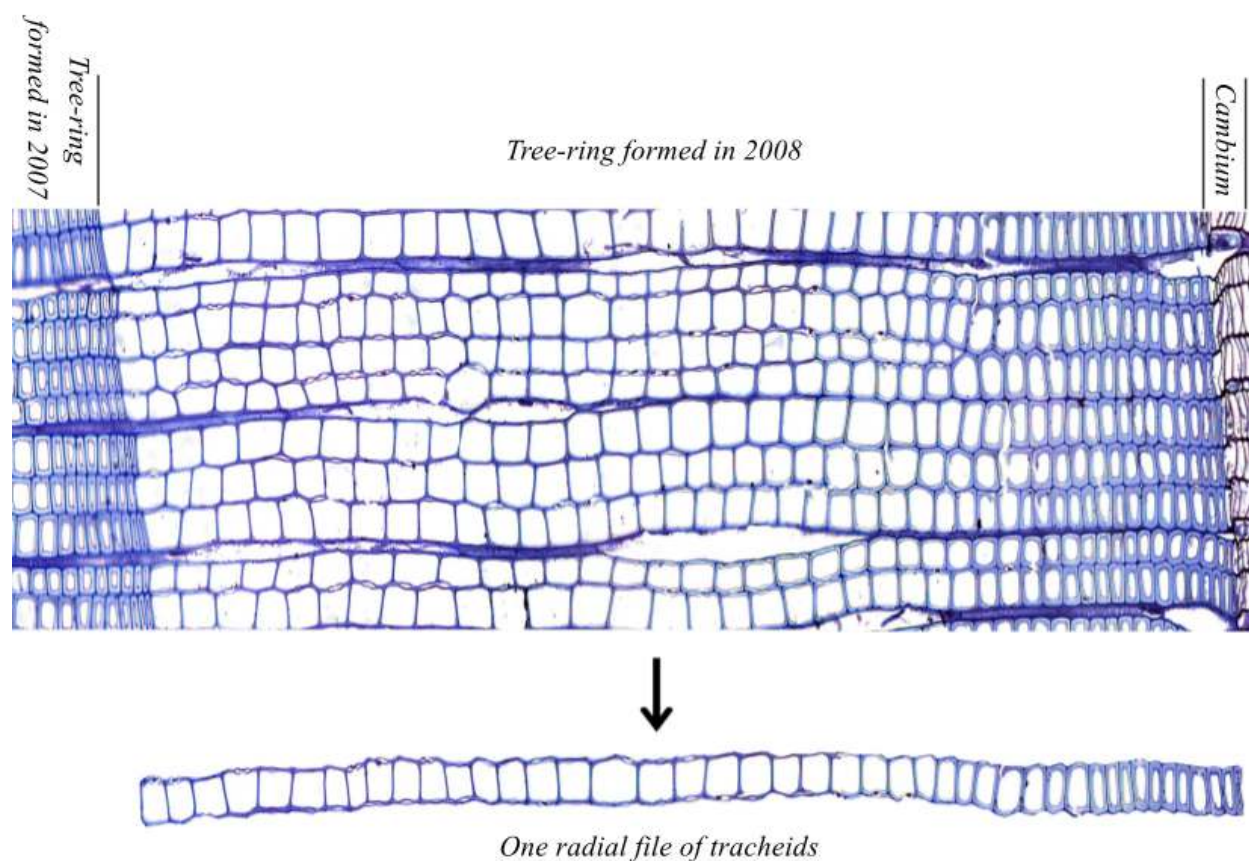 Tree-ring
formed in 2007
Tree-ring formed in 2008
Cambium
One radial file of tracheids